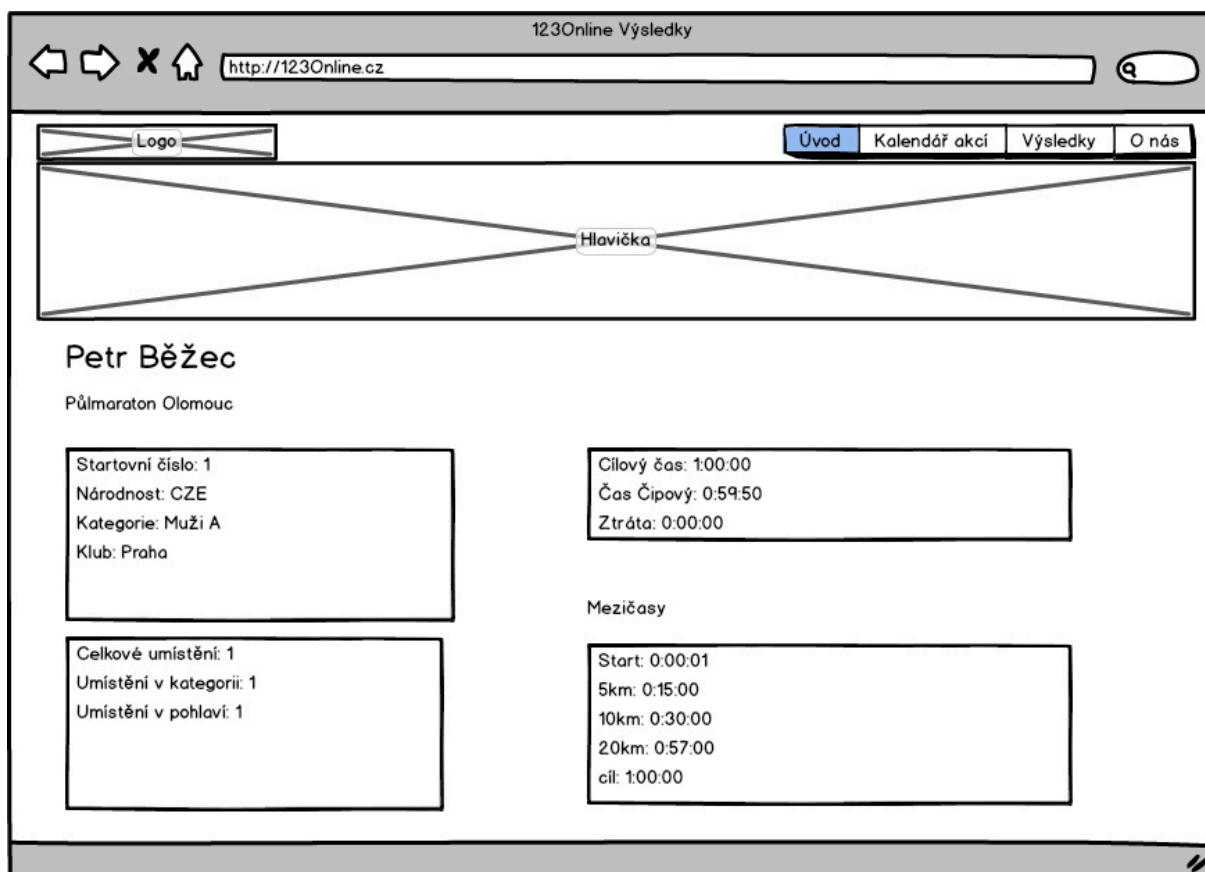 123Online Výsledky
http://123Online.cz
Logo
Úvod
Kalendář akcí
Výsledky
O nás
Hlavička
Petr Běžec
Půlmaraton Olomouc
Startovní číslo: 1
Národnost: CZE
Kategorie: Muži A
Klub: Praha
Celkové umístění: 1
Umístění v kategorii: 1
Umístění v pohlaví: 1
Cílový čas: 1:00:00
Čas Čipový: 0:59:50
Ztráta: 0:00:00
Mezičasy
Start: 0:00:01
5km: 0:15:00
10km: 0:30:00
20km: 0:57:00
cíl: 1:00:00